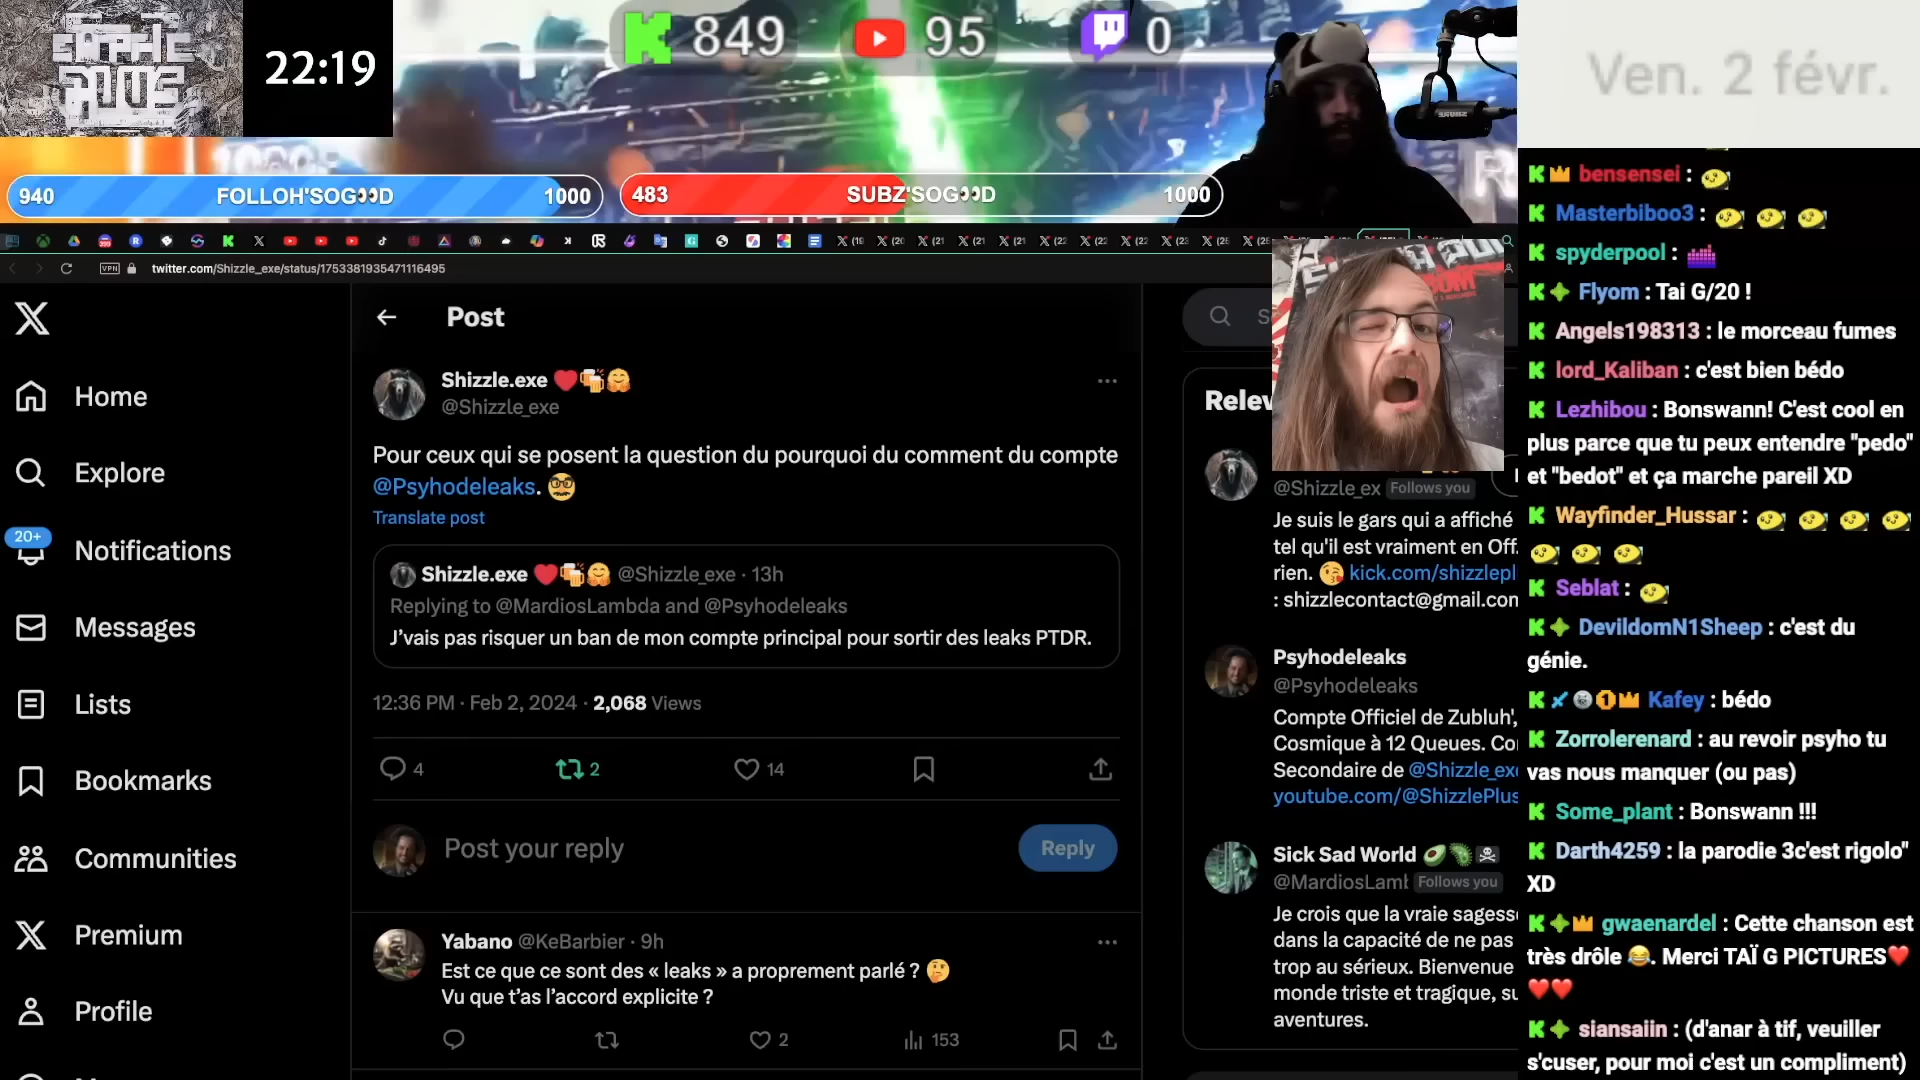 22:19
849
95
0
Ven. 2 févr.
940 FOLLOH'SOG👀D 1000
483 SUBZ'SOG👀D 1000
VPN twitter.com/Shizzle_exe/status/1753381935471116495
Home
Explore
20+
Notifications
Messages
Lists
Bookmarks
Communities
Premium
Profile
Post
Shizzle.exe ❤️🍻🤗
@Shizzle_exe
Pour ceux qui se posent la question du pourquoi du comment du compte
@Psyhodeleaks. 🥸
Translate post
Shizzle.exe ❤️🍻🤗 @Shizzle_exe · 13h
Replying to @MardiosLambda and @Psyhodeleaks
J'vais pas risquer un ban de mon compte principal pour sortir des leaks PTDR.
12:36 PM · Feb 2, 2024 · 2,068 Views
4 2 14
Post your reply
Reply
Yabano @KeBarbier · 9h
Est ce que ce sont des « leaks » a proprement parlé ? 🤔
Vu que t'as l'accord explicite ?
2 153
Relev
@Shizzle_ex Follows you
Je suis le gars qui a affiché
tel qu'il est vraiment en Off.
rien. 😘 kick.com/shizzlepl
: shizzlecontact@gmail.com
Psyhodeleaks
@Psyhodeleaks
Compte Officiel de Zubluh',
Cosmique à 12 Queues. Co
Secondaire de @Shizzle_exe
youtube.com/@ShizzlePlus
Sick Sad World 🥑🦠☠️
@MardiosLaml Follows you
Je crois que la vraie sagess
dans la capacité de ne pas
trop au sérieux. Bienvenue
monde triste et tragique, su
aventures.
bensensei :
Masterbiboo3 :
spyderpool :
Flyom : Tai G/20 !
Angels198313 : le morceau fumes
lord_Kaliban : c'est bien bédo
Lezhibou : Bonswann! C'est cool en
plus parce que tu peux entendre "pedo"
et "bedot" et ça marche pareil XD
Wayfinder_Hussar :
Seblat :
DevildomN1Sheep : c'est du
génie.
Kafey : bédo
Zorrolerenard : au revoir psyho tu
vas nous manquer (ou pas)
Some_plant : Bonswann !!!
Darth4259 : la parodie 3c'est rigolo"
XD
gwaenardel : Cette chanson est
très drôle 😂. Merci TAÏ G PICTURES❤️
❤️❤️
siansaiin : (d'anar à tif, veuiller
s'cuser, pour moi c'est un compliment)